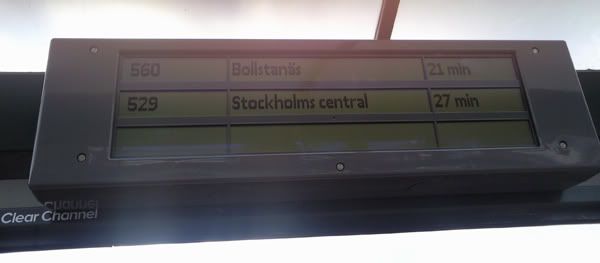 560 Bollstanäs 21 min
529 Stockholms central 27 min
Clear Channel